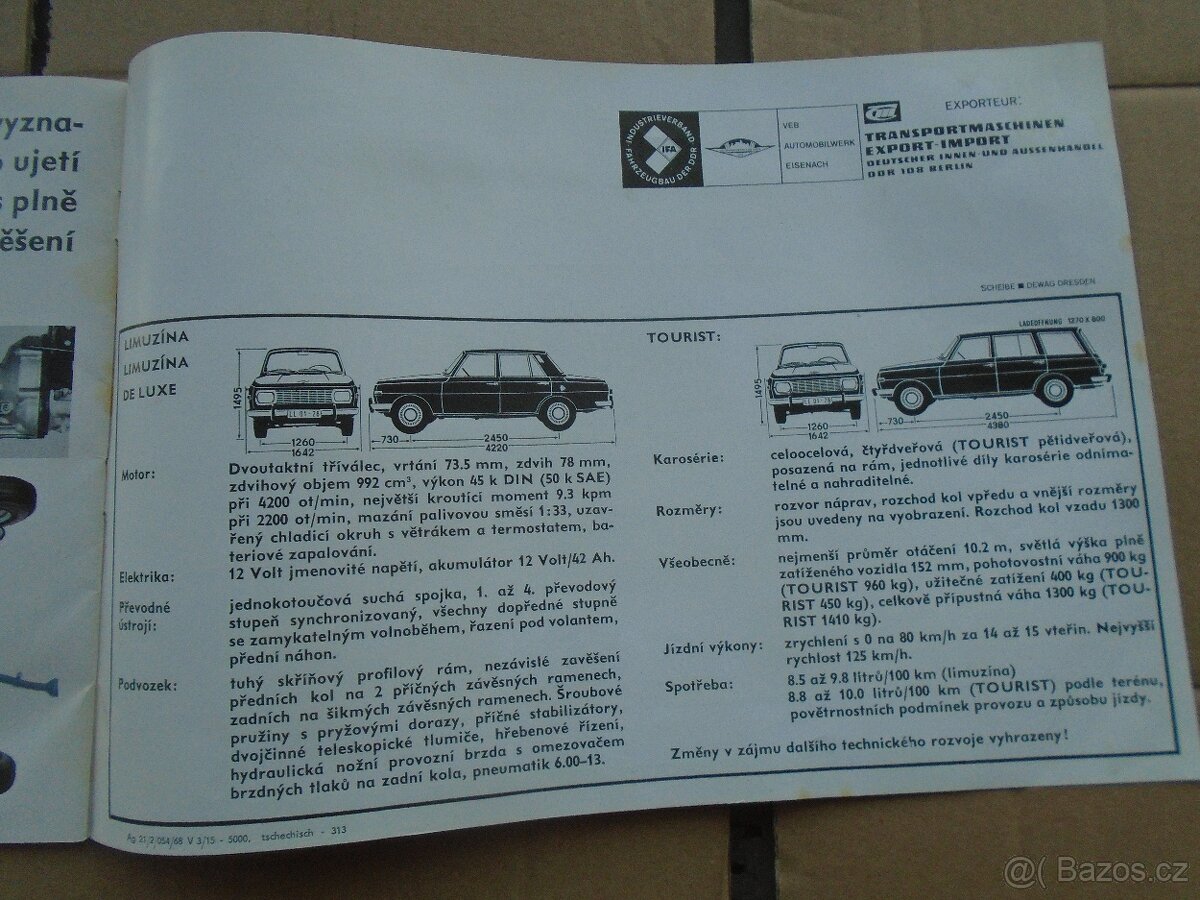 vyzna-
ujetí
s plně
ěšení
INDUSTRIEVERBAND
FAHRZEUGBAU DER DDR
IFA
VEB
AUTOMOBILWERK
EISENACH
EXPORTEUR:
TRANSPORTMASCHINEN
EXPORT-IMPORT
DEUTSCHER INNEN-UND AUSSENHANDEL
DDR 108 BERLIN
SCHEIBE ■ DEWAG DRESDEN
LIMUZÍNA
LIMUZÍNA
DE LUXE
1495
1260
1642
730
2450
4220
Motor:
Dvoutaktní tříválec, vrtání 73.5 mm, zdvih 78 mm,
zdvihový objem 992 cm³, výkon 45 k DIN (50 k SAE)
při 4200 ot/min, největší kroutící moment 9.3 kpm
při 2200 ot/min, mazání palivovou směsí 1:33, uzav-
řený chladící okruh s větrákem a termostatem, ba-
teriové zapalování.
Elektrika:
12 Volt jmenovité napětí, akumulátor 12 Volt/42 Ah.
Převodné
ústrojí:
jednokotoučová suchá spojka, 1. až 4. převodový
stupeň synchronizovaný, všechny dopředné stupně
se zamykatelným volnoběhem, řazení pod volantem,
přední náhon.
Podvozek:
tuhý skříňový profilový rám, nezávislé zavěšení
předních kol na 2 příčných závěsných ramenech,
zadních na šikmých závěsných ramenech. Šroubové
pružiny s pryžovými dorazy, příčné stabilizátory,
dvojčinné teleskopické tlumiče, hřebenové řízení,
hydraulická nožní provozní brzda s omezovačem
brzdných tlaků na zadní kola, pneumatik 6.00–13.
TOURIST:
LADEÖFFNUNG 1270 X 800
1495
1260
1642
730
2450
4380
Karosérie:
celoocelová, čtyřdveřová (TOURIST pětidveřová),
posazená na rám, jednotlivé díly karosérie odníma-
telné a nahraditelné.
Rozměry:
rozvor náprav, rozchod kol vpředu a vnější rozměry
jsou uvedeny na vyobrazení. Rozchod kol vzadu 1300
mm.
Všeobecně:
nejmenší průměr otáčení 10.2 m, světlá výška plně
zatíženého vozidla 152 mm, pohotovostní váha 900 kg
(TOURIST 960 kg), užitečné zatížení 400 kg (TOU-
RIST 450 kg), celkově přípustná váha 1300 kg (TOU-
RIST 1410 kg).
Jízdní výkony:
zrychlení s 0 na 80 km/h za 14 až 15 vteřin. Nejvyšší
rychlost 125 km/h.
Spotřeba:
8.5 až 9.8 litrů/100 km (limuzína)
8.8 až 10.0 litrů/100 km (TOURIST) podle terénu,
povětrnostních podmínek provozu a způsobu jízdy.
Změny v zájmu dalšího technického rozvoje vyhrazeny!
Ag 21/2 054/68 V 3/15 - 5000, tschechisch - 313
@( Bazos.cz